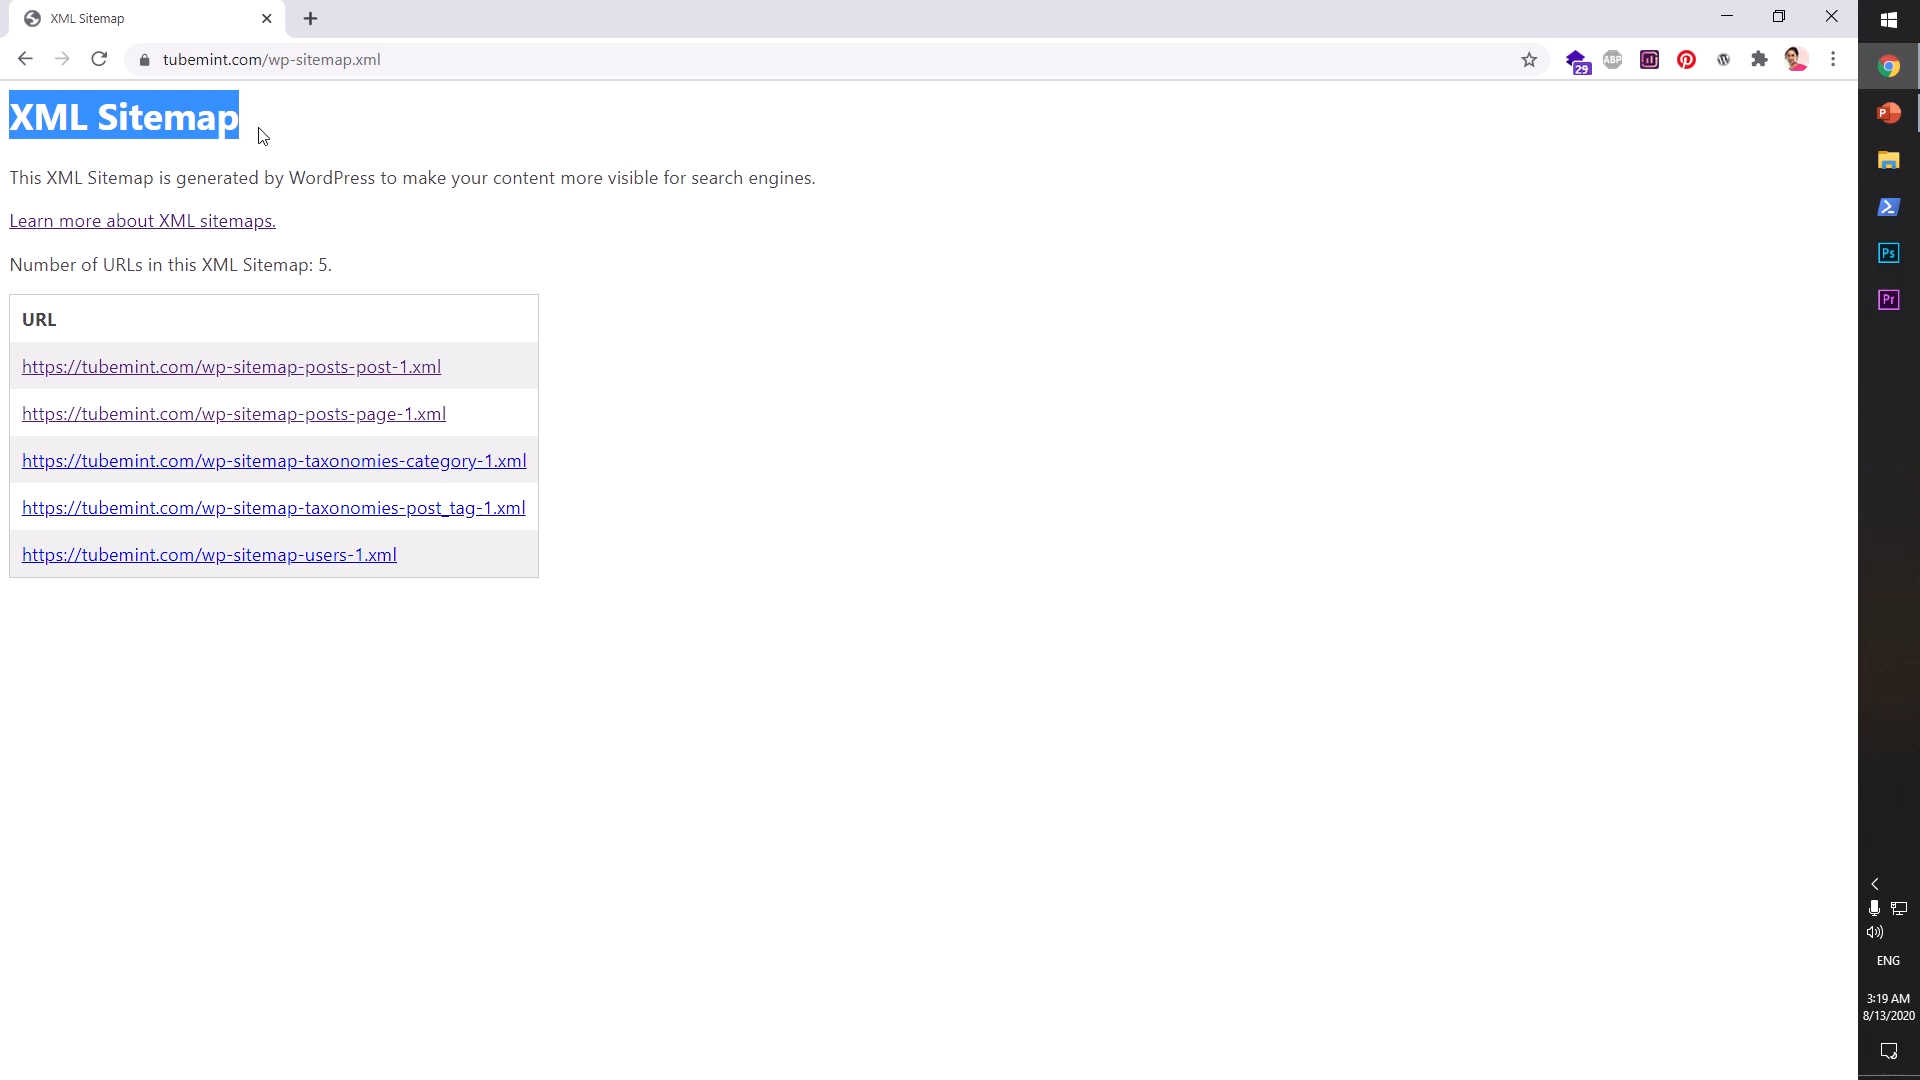 XML Sitemap
tubemint.com/wp-sitemap.xml
29
ABP
XML Sitemap
This XML Sitemap is generated by WordPress to make your content more visible for search engines.
Learn more about XML sitemaps.
Number of URLs in this XML Sitemap: 5.
URL
https://tubemint.com/wp-sitemap-posts-post-1.xml
https://tubemint.com/wp-sitemap-posts-page-1.xml
https://tubemint.com/wp-sitemap-taxonomies-category-1.xml
https://tubemint.com/wp-sitemap-taxonomies-post_tag-1.xml
https://tubemint.com/wp-sitemap-users-1.xml
P
Ps
Pr
ENG
3:19 AM
8/13/2020